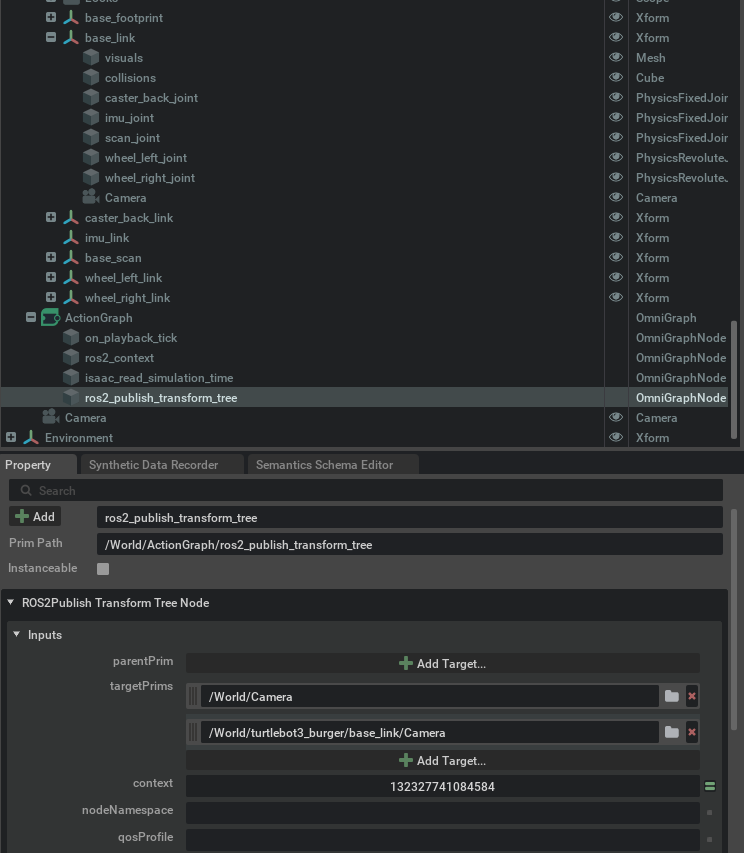 base_footprint Xform
base_link Xform
visuals Mesh
collisions Cube
caster_back_joint PhysicsFixedJoir
imu_joint PhysicsFixedJoir
scan_joint PhysicsFixedJoir
wheel_left_joint PhysicsRevolute.
wheel_right_joint PhysicsRevolute.
Camera Camera
caster_back_link Xform
imu_link Xform
base_scan Xform
wheel_left_link Xform
wheel_right_link Xform
ActionGraph OmniGraph
on_playback_tick OmniGraphNode
ros2_context OmniGraphNode
isaac_read_simulation_time OmniGraphNode
ros2_publish_transform_tree OmniGraphNode
Camera Camera
Environment Xform
Property Synthetic Data Recorder Semantics Schema Editor
Search
Add ros2_publish_transform_tree
Prim Path /World/ActionGraph/ros2_publish_transform_tree
Instanceable
ROS2Publish Transform Tree Node
Inputs
parentPrim Add Target...
targetPrims /World/Camera
/World/turtlebot3_burger/base_link/Camera
Add Target...
context 132327741084584
nodeNamespace
qosProfile